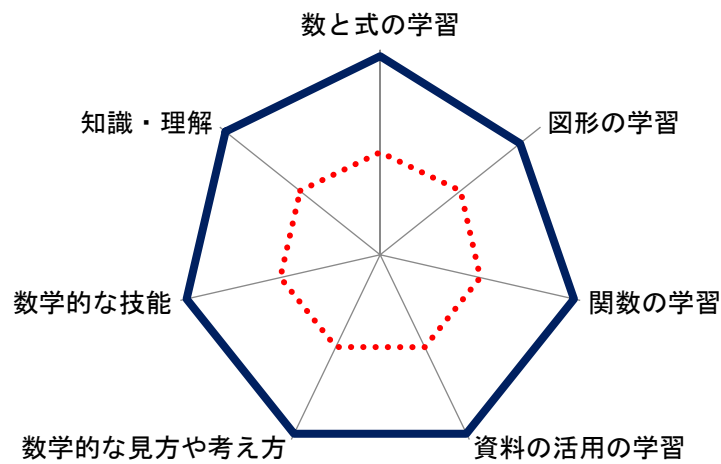 数と式の学習
図形の学習
関数の学習
資料の活用の学習
数学的な見方や考え方
数学的な技能
知識・理解